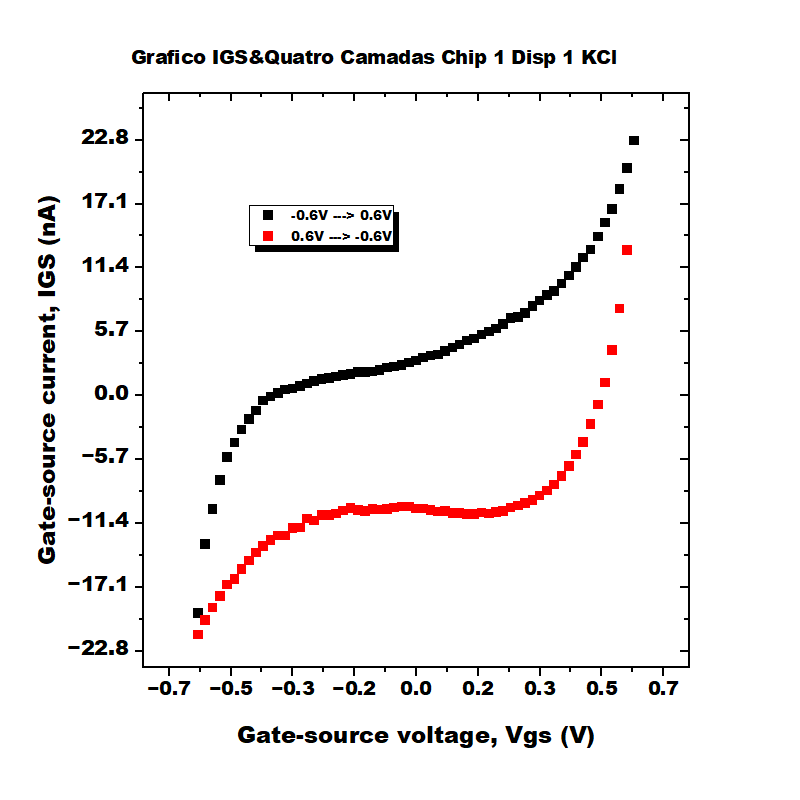 Grafico IGS&Quatro Camadas Chip 1 Disp 1 KCl
22.8
17.1
11.4
5.7
0.0
−5.7
−11.4
−17.1
−22.8
Gate-source current, IGS (nA)
-0.6V ---> 0.6V
0.6V ---> -0.6V
−0.7 −0.5 −0.3 −0.2 0.0 0.2 0.3 0.5 0.7
Gate-source voltage, Vgs (V)